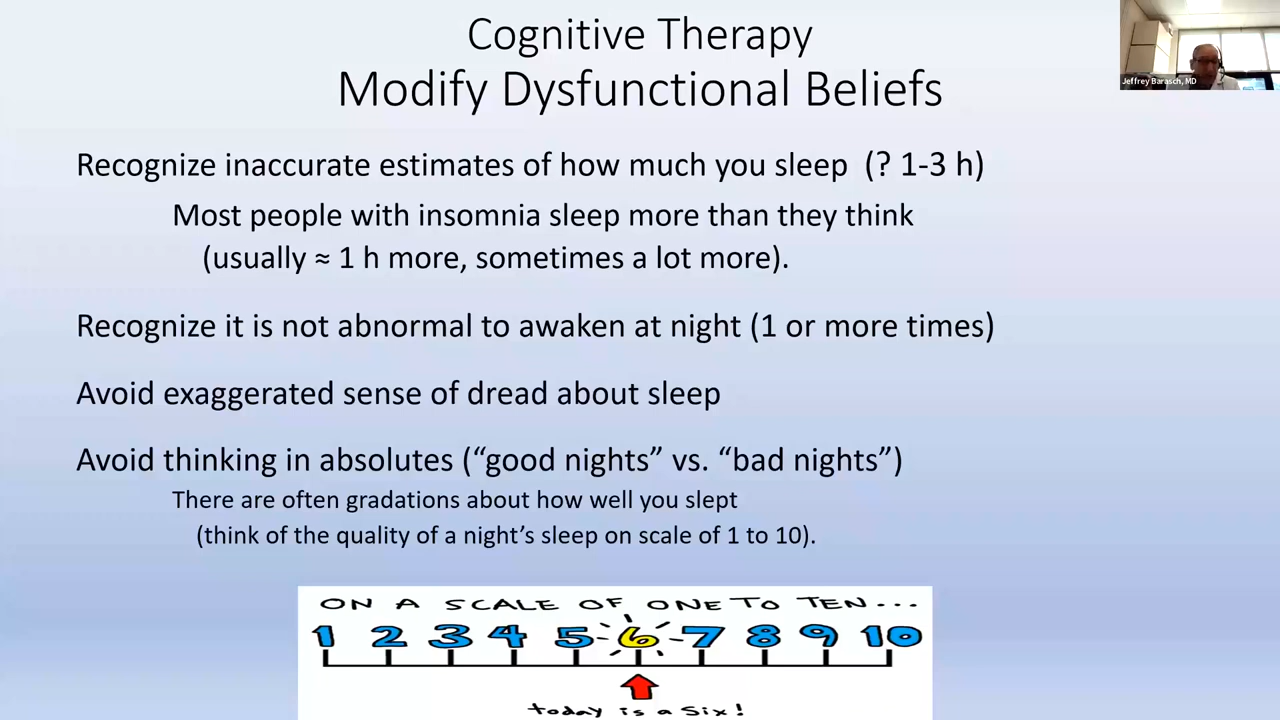 Cognitive Therapy
Modify Dysfunctional Beliefs
Jeffrey Barasch, MD
Recognize inaccurate estimates of how much you sleep (? 1-3 h)
Most people with insomnia sleep more than they think
(usually ≈ 1 h more, sometimes a lot more).
Recognize it is not abnormal to awaken at night (1 or more times)
Avoid exaggerated sense of dread about sleep
Avoid thinking in absolutes (“good nights” vs. “bad nights”)
There are often gradations about how well you slept
(think of the quality of a night’s sleep on scale of 1 to 10).
ON A SCALE OF ONE TO TEN...
1 2 3 4 5 6 7 8 9 10
today is a Six!